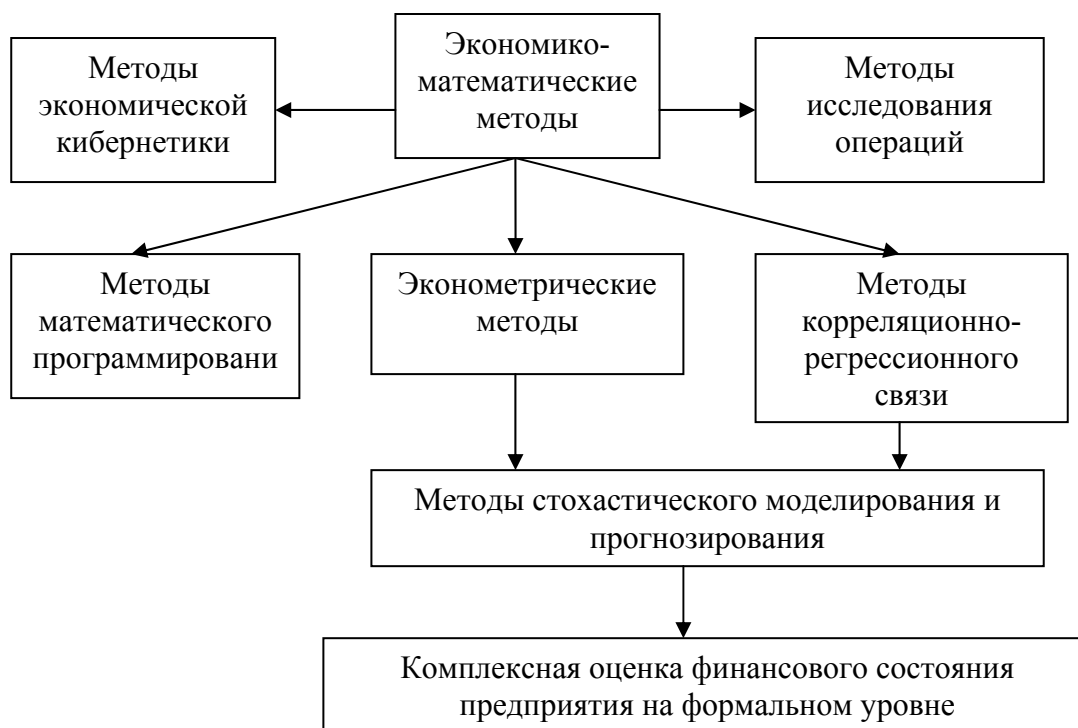 Методы
экономической
кибернетики
Экономико-
математические
методы
Методы
исследования
операций
Методы
математического
программировани
Эконометрические
методы
Методы
корреляционно-
регрессионного
связи
Методы стохастического моделирования и
прогнозирования
Комплексная оценка финансового состояния
предприятия на формальном уровне